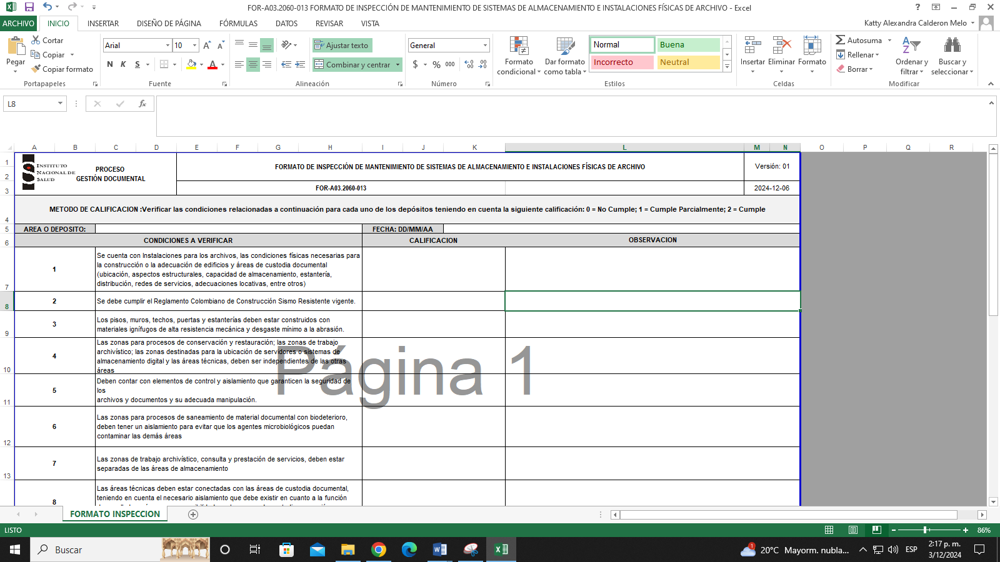 FOR-A03.2060-013 FORMATO DE INSPECCIÓN DE MANTENIMIENTO DE SISTEMAS DE ALMACENAMIENTO E INSTALACIONES FÍSICAS DE ARCHIVO - Excel
ARCHIVO INICIO INSERTAR DISEÑO DE PÁGINA FÓRMULAS DATOS REVISAR VISTA Katty Alexandra Calderon Melo
Pegar
Cortar
Copiar
Copiar formato
Portapapeles
Arial 10
N K S
Fuente
Ajustar texto
Combinar y centrar
Alineación
General
$ % 000
Número
Formato
condicional
Dar formato
como tabla
Normal Buena
Incorrecto Neutral
Estilos
Insertar Eliminar Formato
Celdas
Autosuma
Rellenar
Borrar
Ordenar y
filtrar
Buscar y
seleccionar
Modificar
L8 fx
A B C D E F G H I J K L M N O P Q R
1
2
3
4
5
6
7
8
9
10
11
12
13
INSTITUTO
NACIONAL DE
SALUD
PROCESO
GESTIÓN DOCUMENTAL
FORMATO DE INSPECCIÓN DE MANTENIMIENTO DE SISTEMAS DE ALMACENAMIENTO E INSTALACIONES FÍSICAS DE ARCHIVO
Versión: 01
FOR-A03.2060-013
2024-12-06
METODO DE CALIFICACION :Verificar las condiciones relacionadas a continuación para cada uno de los depósitos teniendo en cuenta la siguiente calificación: 0 = No Cumple; 1 = Cumple Parcialmente; 2 = Cumple
AREA O DEPOSITO: FECHA: DD/MM/AA
CONDICIONES A VERIFICAR CALIFICACION OBSERVACION
1
Se cuenta con Instalaciones para los archivos, las condiciones físicas necesarias para
la construcción o la adecuación de edificios y áreas de custodia documental
(ubicación, aspectos estructurales, capacidad de almacenamiento, estantería,
distribución, redes de servicios, adecuaciones locativas, entre otros)
2
Se debe cumplir el Reglamento Colombiano de Construcción Sismo Resistente vigente.
3
Los pisos, muros, techos, puertas y estanterías deben estar construidos con
materiales ignífugos de alta resistencia mecánica y desgaste mínimo a la abrasión.
4
Las zonas para procesos de conservación y restauración; las zonas de trabajo
archivístico; las zonas destinadas para la ubicación de servidores o sistemas de
almacenamiento digital y las áreas técnicas, deben ser independientes de las otras
áreas
5
Deben contar con elementos de control y aislamiento que garanticen la seguridad de
los
archivos y documentos y su adecuada manipulación.
6
Las zonas para procesos de saneamiento de material documental con biodeterioro,
deben tener un aislamiento para evitar que los agentes microbiológicos puedan
contaminar las demás áreas
7
Las zonas de trabajo archivístico, consulta y prestación de servicios, deben estar
separadas de las áreas de almacenamiento
8
Las áreas técnicas deben estar conectadas con las áreas de custodia documental,
teniendo en cuenta el necesario aislamiento que debe existir en cuanto a la función
Página 1
FORMATO INSPECCION
LISTO 86%
Buscar
20°C Mayorm. nubla... ESP
2:17 p. m.
3/12/2024